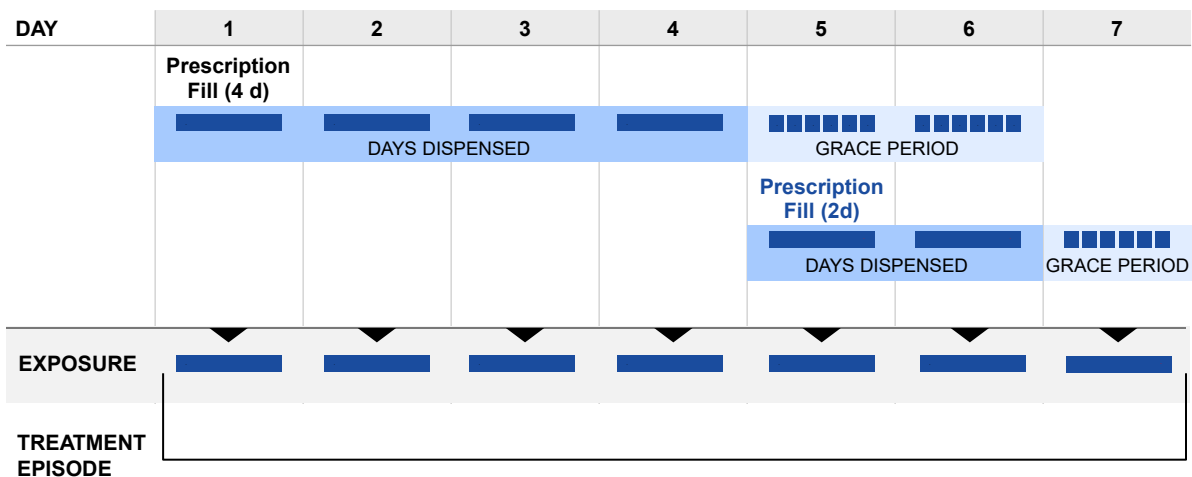 DAY 1 2 3 4 5 6 7
Prescription
Fill (4 d)
DAYS DISPENSED GRACE PERIOD
Prescription
Fill (2d)
DAYS DISPENSED GRACE PERIOD
EXPOSURE
TREATMENT
EPISODE